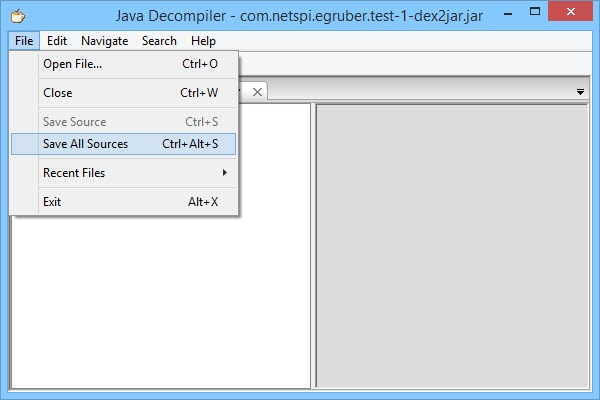 Java Decompiler - com.netspi.egruber.test-1-dex2jar.jar
File Edit Navigate Search Help
Open File... Ctrl+O
Close Ctrl+W
Save Source Ctrl+S
Save All Sources Ctrl+Alt+S
Recent Files
Exit Alt+X